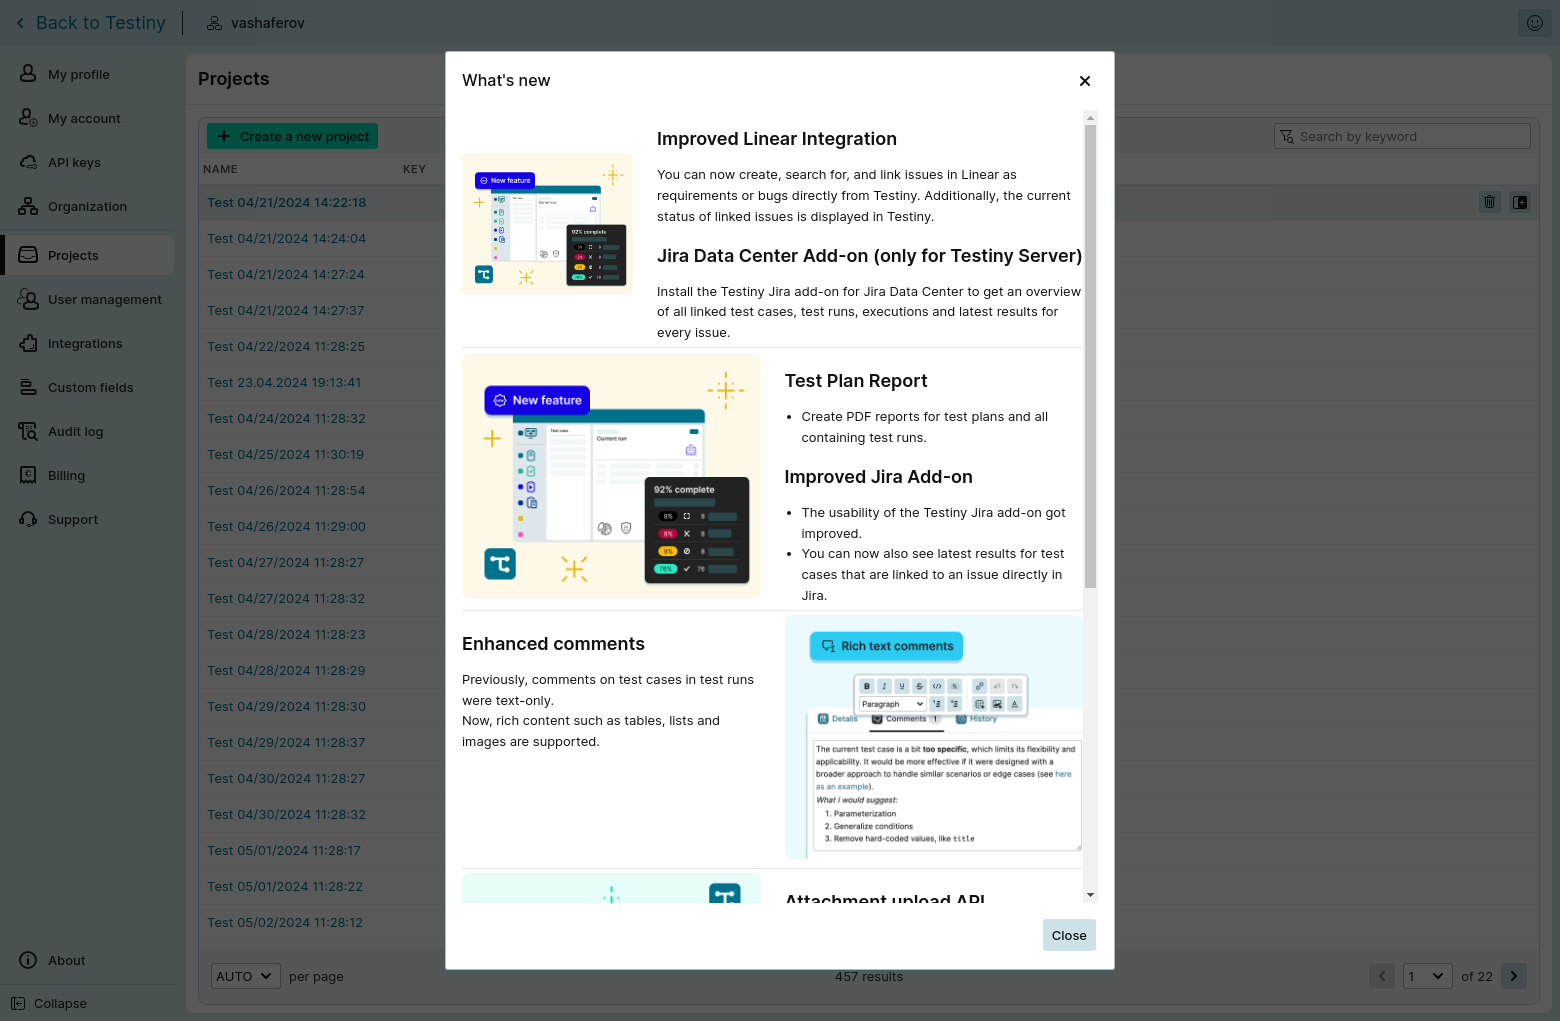 Back to Testiny
vashaferov
My profile
My account
API keys
Organization
Projects
User management
Integrations
Custom fields
Audit log
Billing
Support
About
Collapse
Projects
Create a new project
Search by keyword
NAME
KEY
Test 04/21/2024 14:22:18
Test 04/21/2024 14:24:04
Test 04/21/2024 14:27:24
Test 04/21/2024 14:27:37
Test 04/22/2024 11:28:25
Test 23.04.2024 19:13:41
Test 04/24/2024 11:28:32
Test 04/25/2024 11:30:19
Test 04/26/2024 11:28:54
Test 04/26/2024 11:29:00
Test 04/27/2024 11:28:27
Test 04/27/2024 11:28:32
Test 04/28/2024 11:28:23
Test 04/28/2024 11:28:29
Test 04/29/2024 11:28:30
Test 04/29/2024 11:28:37
Test 04/30/2024 11:28:27
Test 04/30/2024 11:28:32
Test 05/01/2024 11:28:17
Test 05/01/2024 11:28:22
Test 05/02/2024 11:28:12
AUTO per page
457 results
1 of 22
What's new
New feature
Current run
92% complete
Improved Linear Integration
You can now create, search for, and link issues in Linear as
requirements or bugs directly from Testiny. Additionally, the current
status of linked issues is displayed in Testiny.
Jira Data Center Add-on (only for Testiny Server)
Install the Testiny Jira add-on for Jira Data Center to get an overview
of all linked test cases, test runs, executions and latest results for
every issue.
New feature
Test runs
Current run
92% complete
8% 8
8% 8
8% 8
76% 76
Test Plan Report
• Create PDF reports for test plans and all
containing test runs.
Improved Jira Add-on
• The usability of the Testiny Jira add-on got
improved.
• You can now also see latest results for test
cases that are linked to an issue directly in
Jira.
Enhanced comments
Previously, comments on test cases in test runs
were text-only.
Now, rich content such as tables, lists and
images are supported.
Rich text comments
B I U S </>
Paragraph
Details Comments 1 History
The current test case is a bit too specific, which limits its flexibility and
applicability. It would be more effective if it were designed with a
broader approach to handle similar scenarios or edge cases (see here
as an example).
What I would suggest:
1. Parameterization
2. Generalize conditions
3. Remove hard-coded values, like title
Attachment upload API
Close